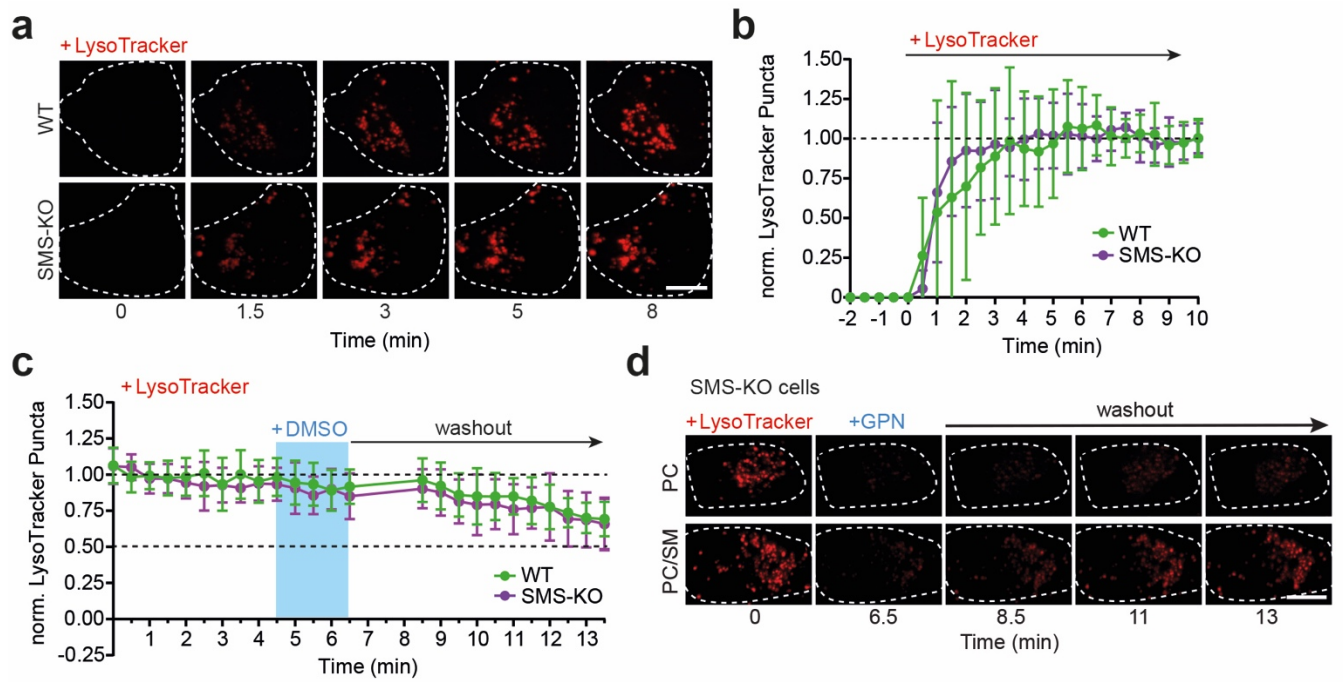 a
+ LysoTracker
WT
SMS-KO
0 1.5 3 5 8
Time (min)
b
+ LysoTracker
norm. LysoTracker Puncta
1.50
1.25
1.00
0.75
0.50
0.25
0
-2 -1 0 1 2 3 4 5 6 7 8 9 10
Time (min)
WT
SMS-KO
c
+ LysoTracker
+ DMSO
washout
norm. LysoTracker Puncta
1.50
1.25
1.00
0.75
0.50
0.25
0.00
-0.25
1 2 3 4 5 6 7 8 9 10 11 12 13
Time (min)
WT
SMS-KO
d
SMS-KO cells
+ LysoTracker +GPN washout
PC
PC/SM
0 6.5 8.5 11 13
Time (min)